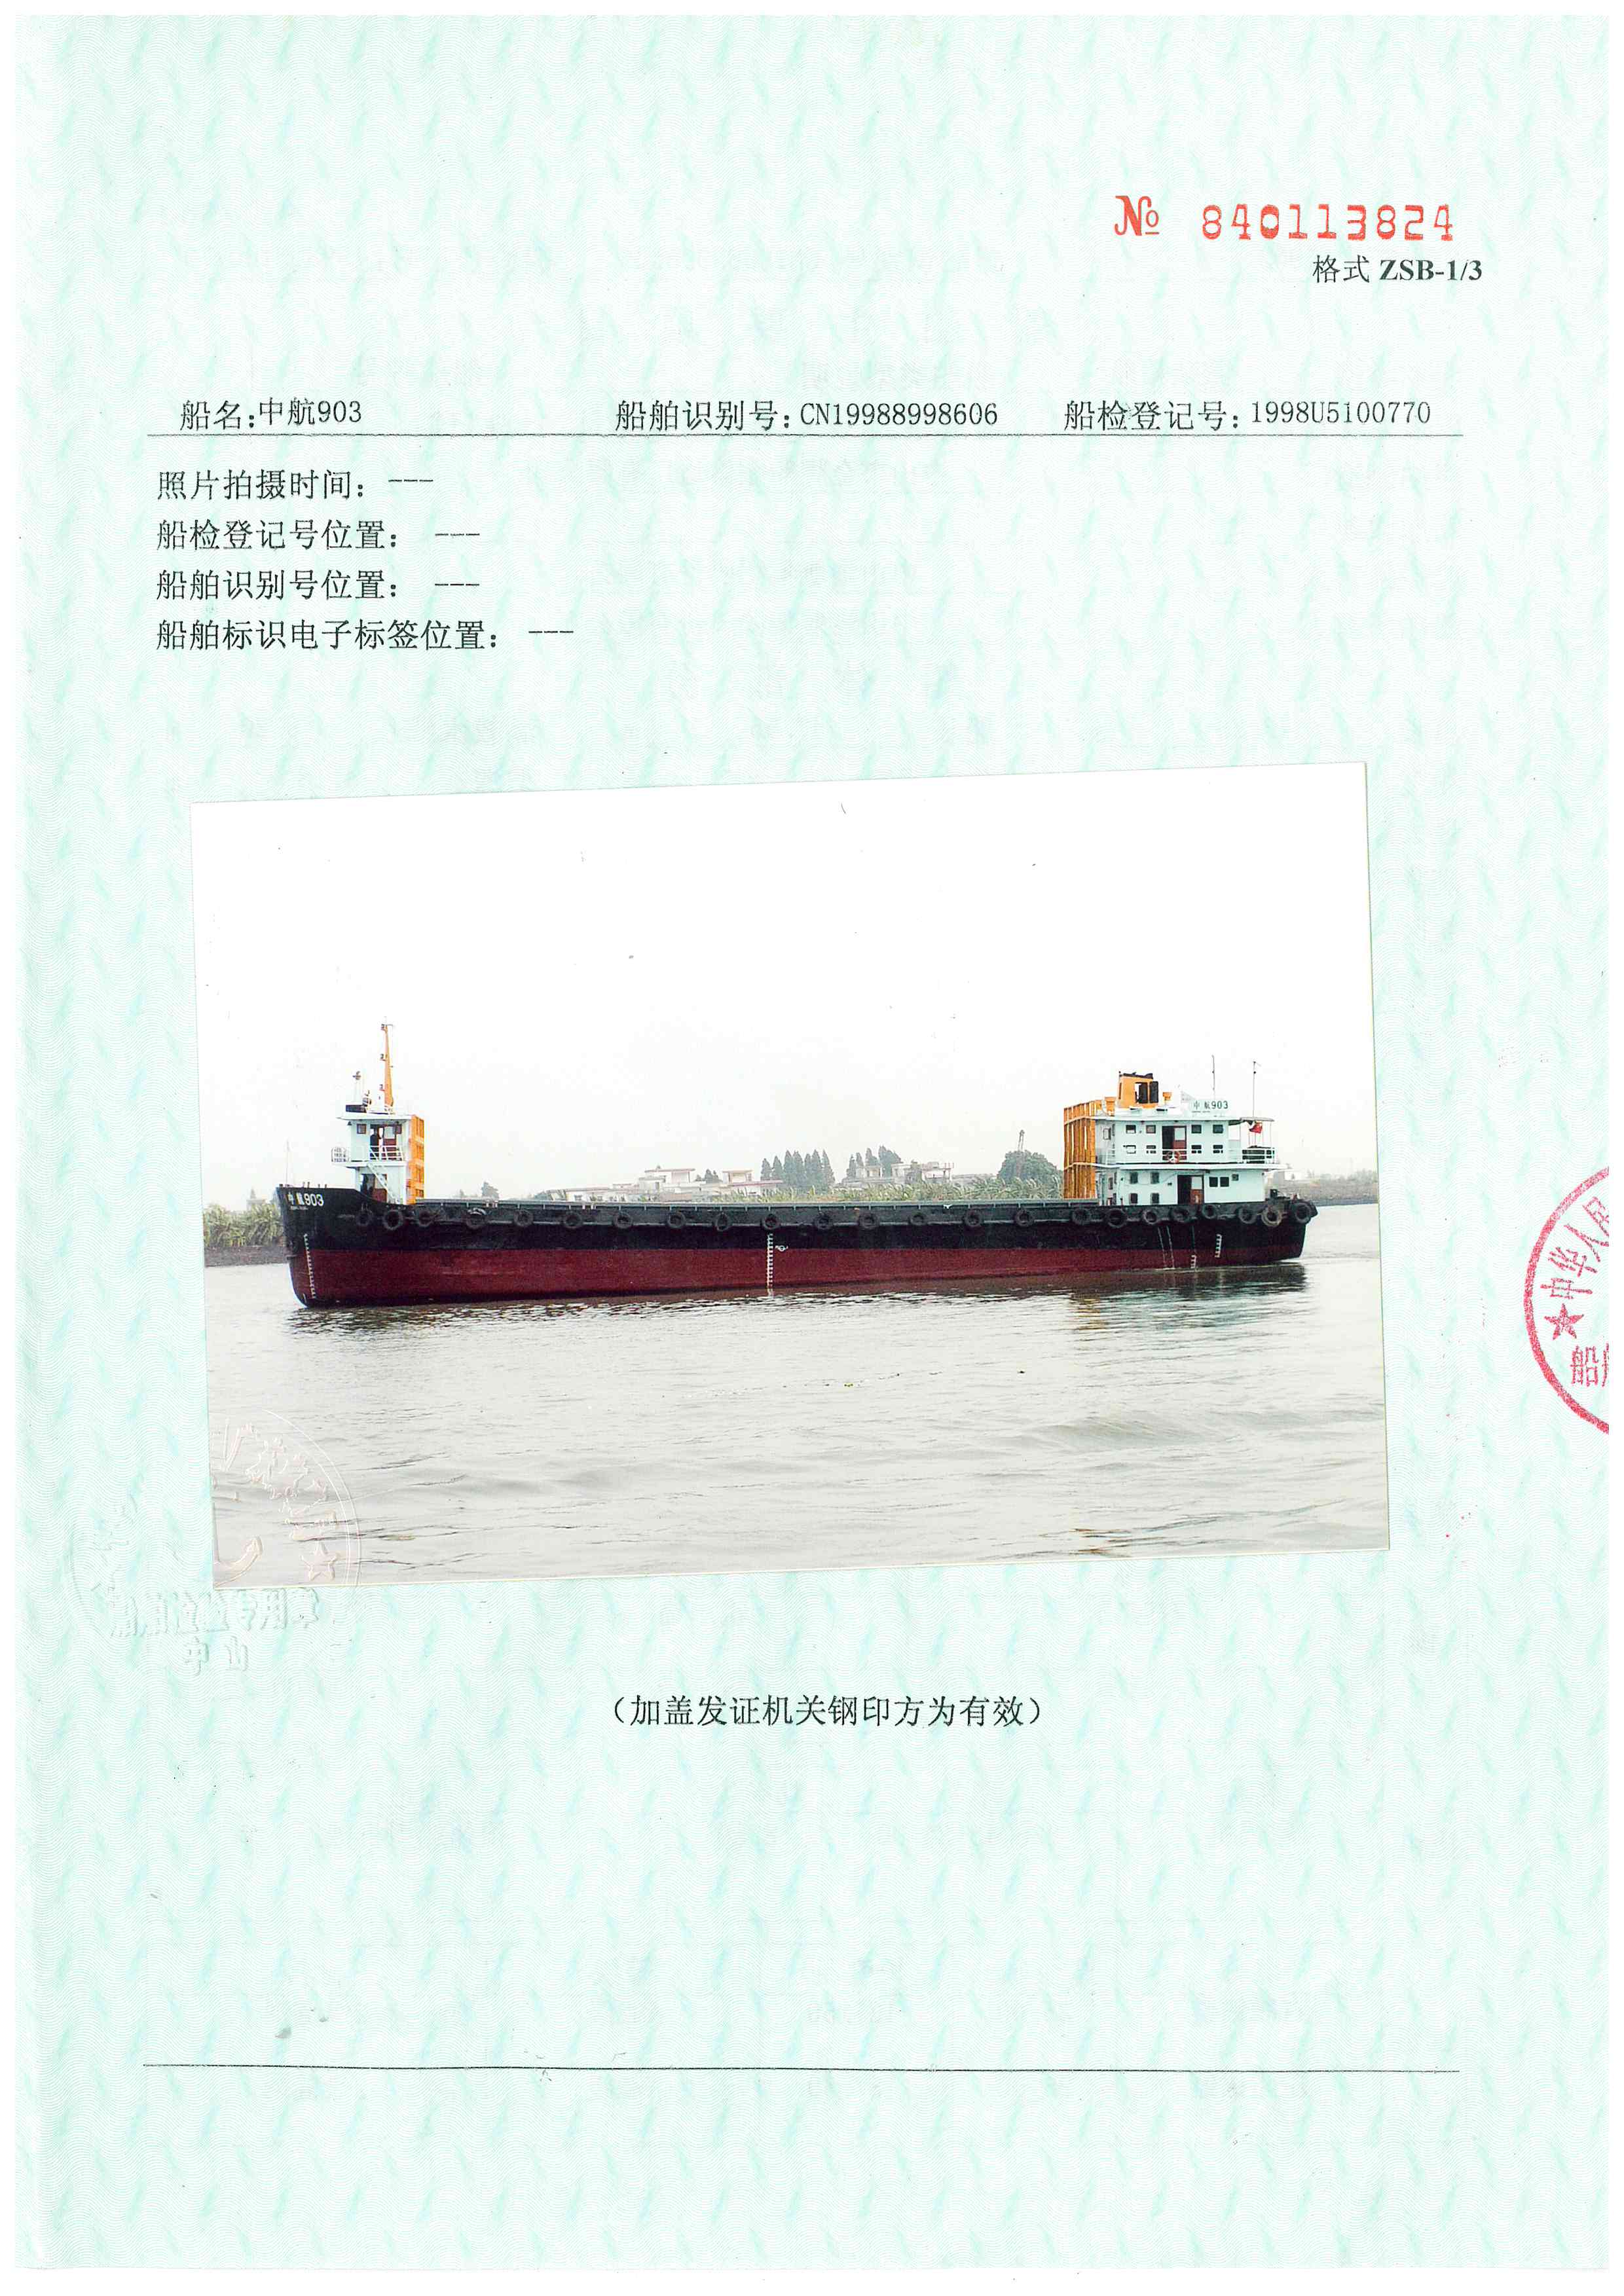 № 840113824
格式 ZSB-1/3
船名:中航903 船舶识别号:CN19988998606 船检登记号:1998U5100770
照片拍摄时间: ---
船检登记号位置: ---
船舶识别号位置: ---
船舶标识电子标签位置: ---
中航903
中航903
中华人民
船舶
船舶检验专用章
中山
(加盖发证机关钢印方为有效)